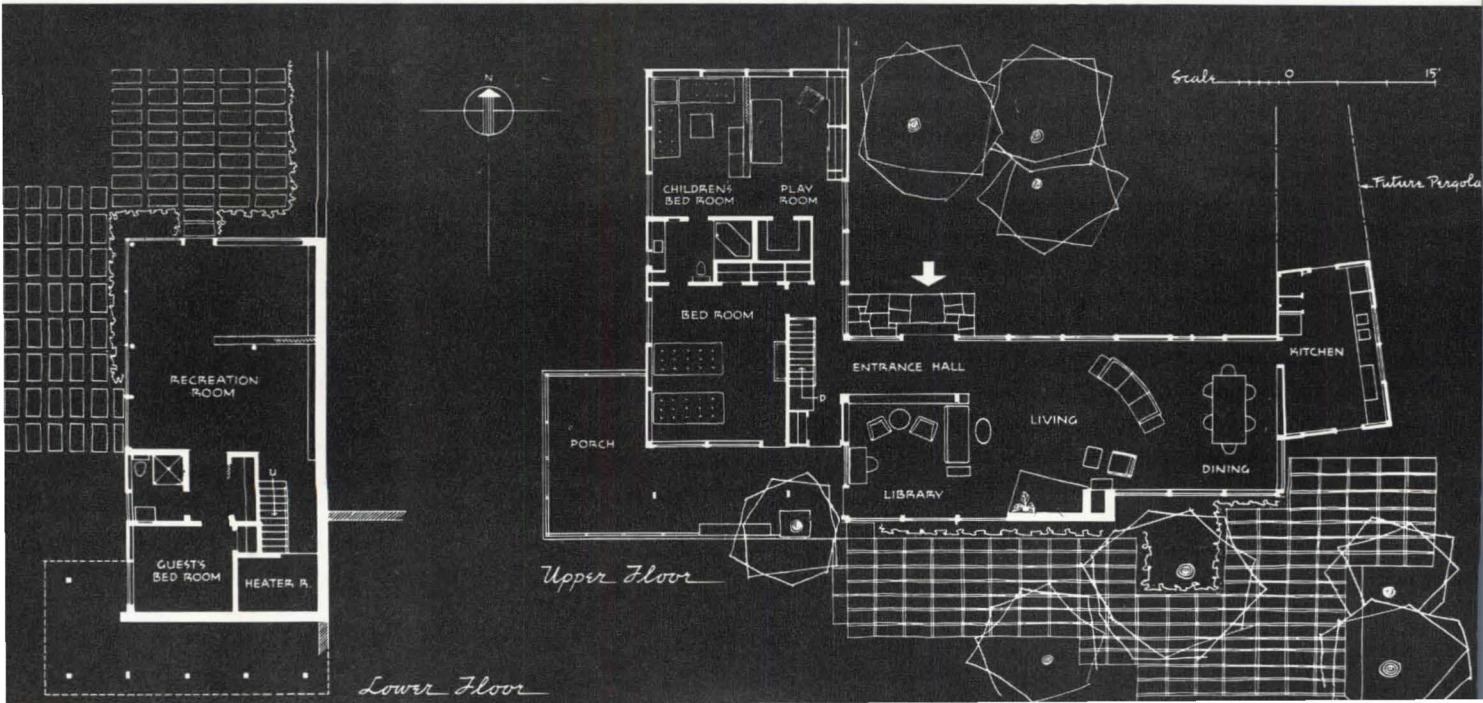 N
Scale 0 15'
Future Pergola
CHILDREN'S
BED ROOM
PLAY
ROOM
BED ROOM
ENTRANCE HALL
KITCHEN
RECREATION
ROOM
D
LIVING
PORCH
DINING
LIBRARY
U
GUEST'S
BED ROOM
HEATER R.
Upper Floor
Lower Floor